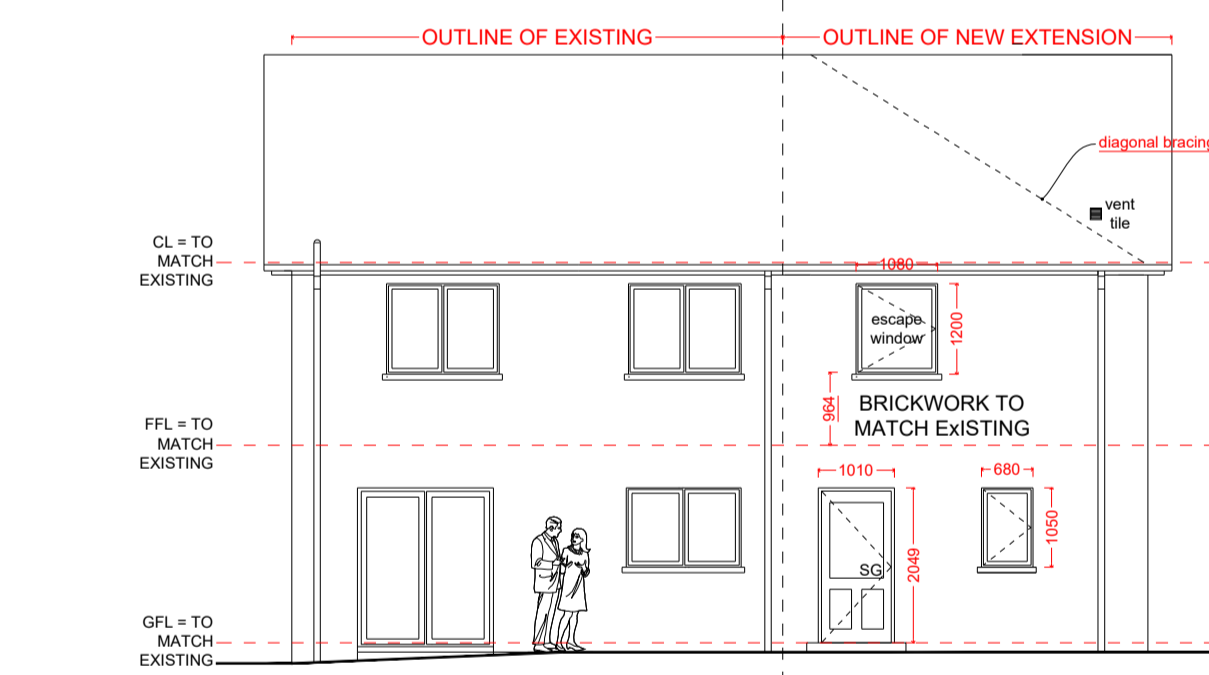 OUTLINE OF EXISTING
OUTLINE OF NEW EXTENSION
diagonal bracing
vent
tile
CL = TO
MATCH
EXISTING
1080
escape
window
1200
964
BRICKWORK TO
MATCH ExISTING
FFL = TO
MATCH
EXISTING
1010
680
2049
1050
SG
GFL = TO
MATCH
EXISTING